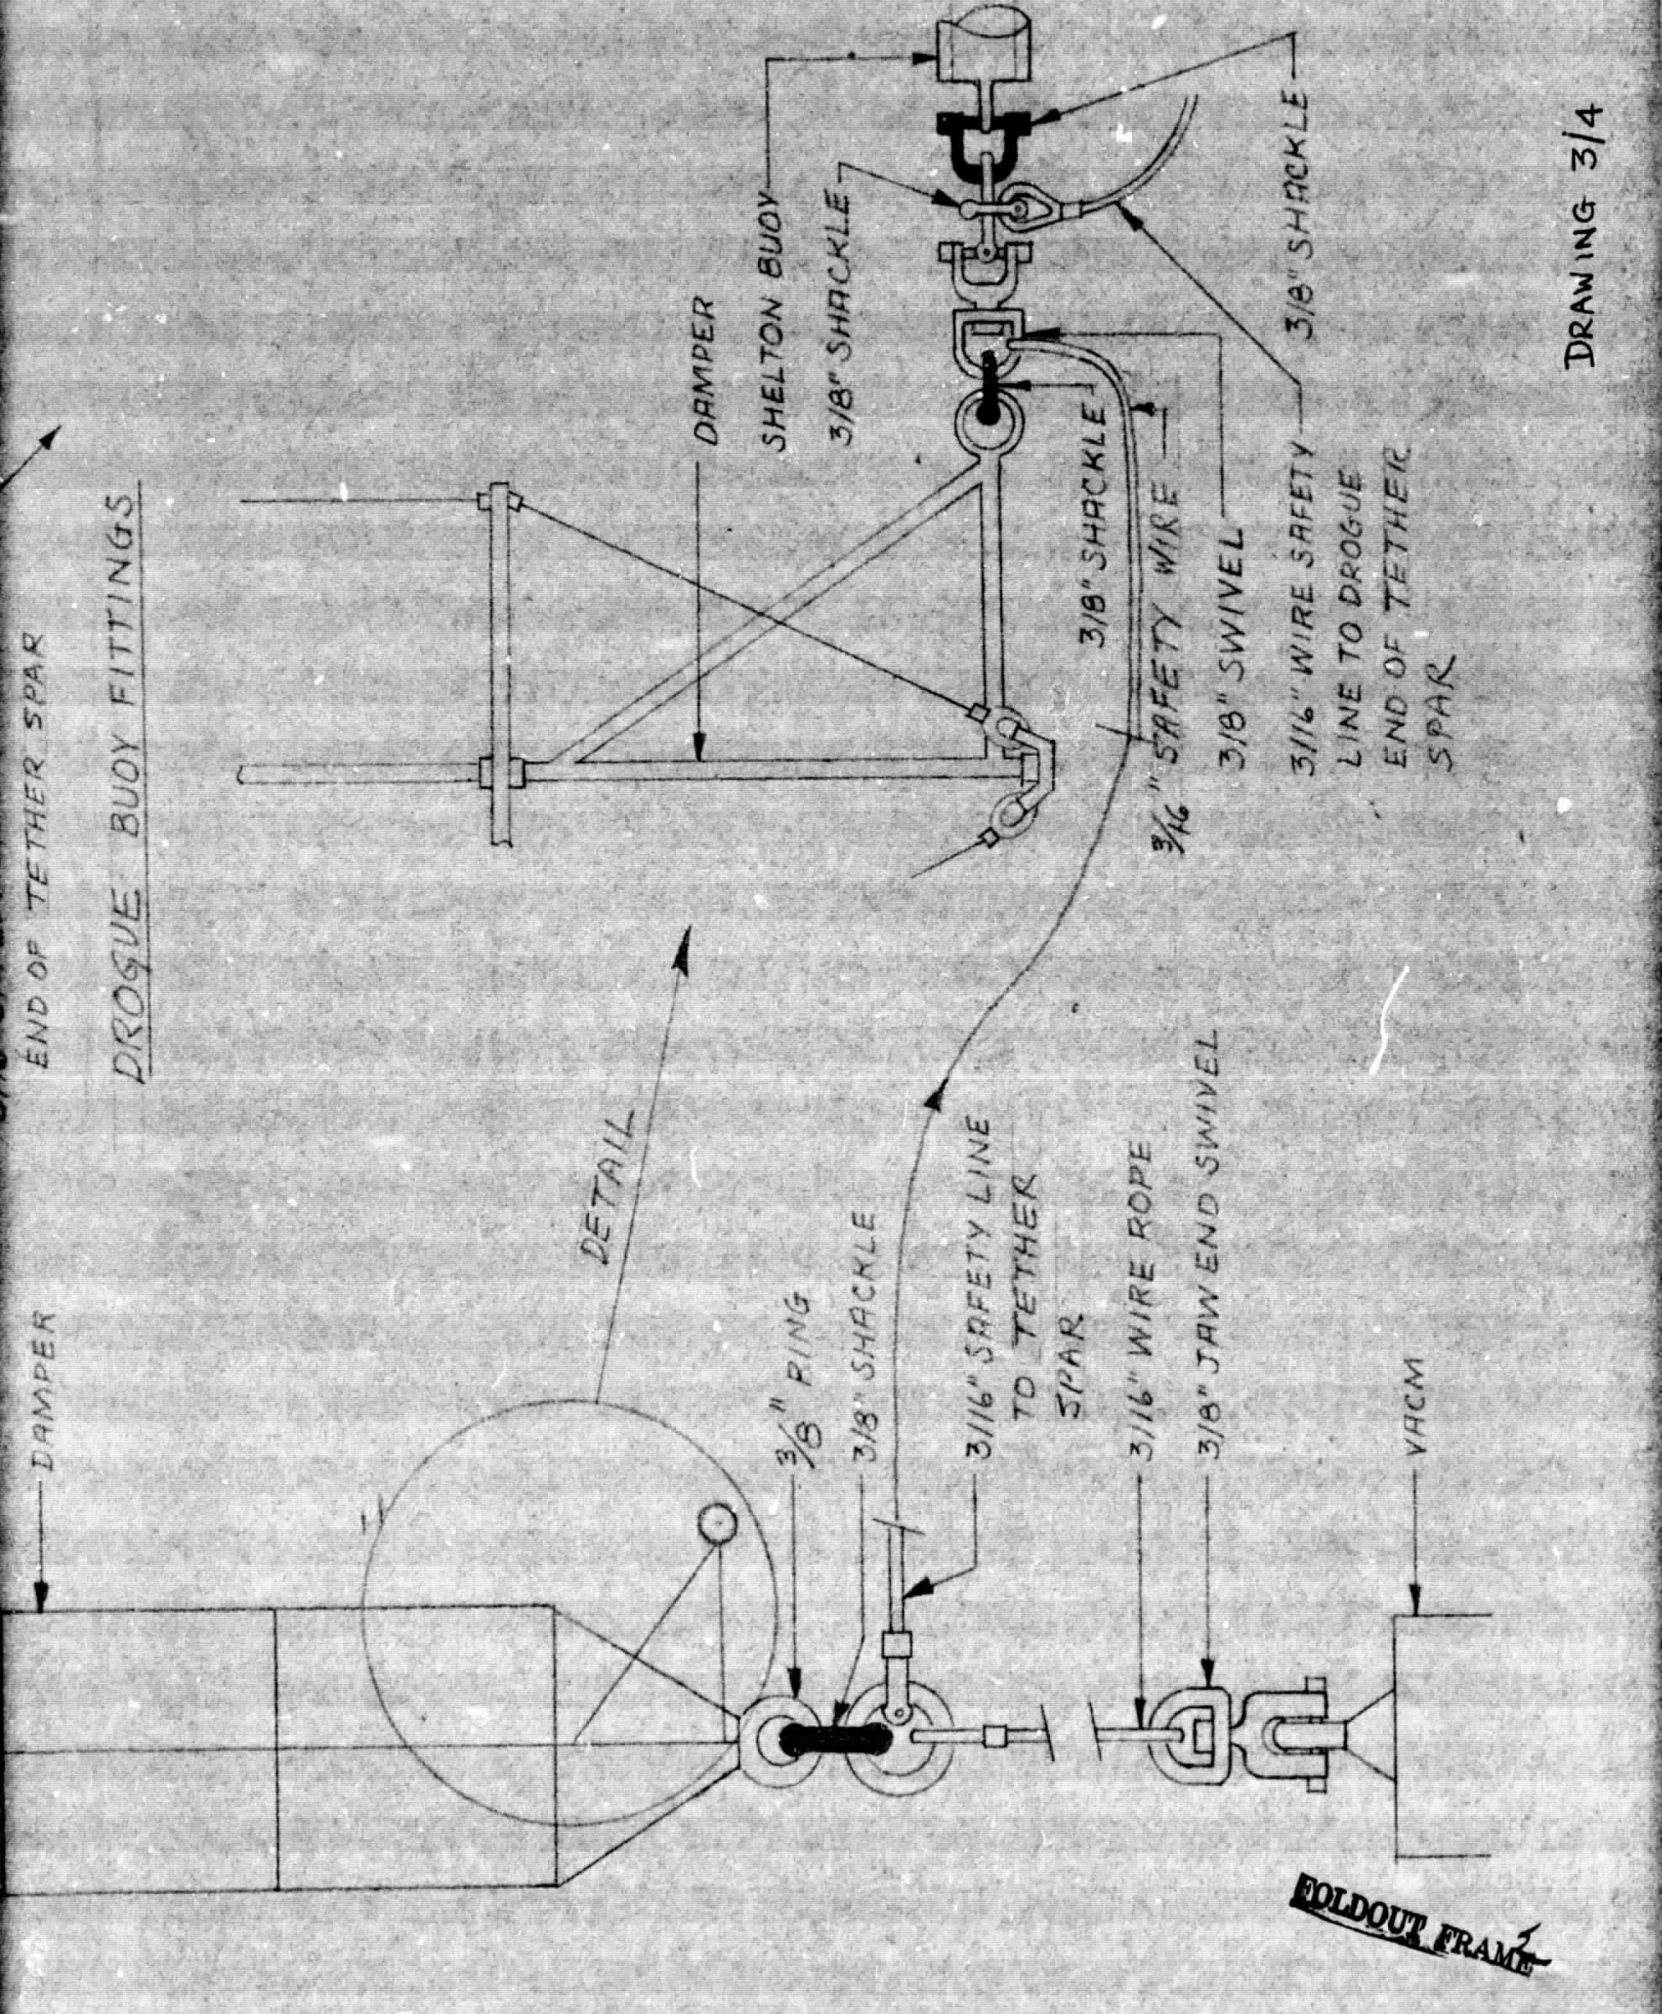 END OF TETHER SPAR
DROGUE BUOY FITTINGS
DAMPER
SHELTON BUOY
3/8" SHACKLE
3/8" SHACKLE
3/16" SAFETY WIRE
3/8" SWIVEL
3/16" WIRE SAFETY
LINE TO DROGUE
END OF TETHER
SPAR
3/8" SHACKLE
DRAWING 3/4
DAMPER
DETAIL
3/8" RING
3/8" SHACKLE
3/16" SAFETY LINE
TO TETHER
SPAR
3/16" WIRE ROPE
3/8" JAW END SWIVEL
VACM
FOLDOUT FRAME 2